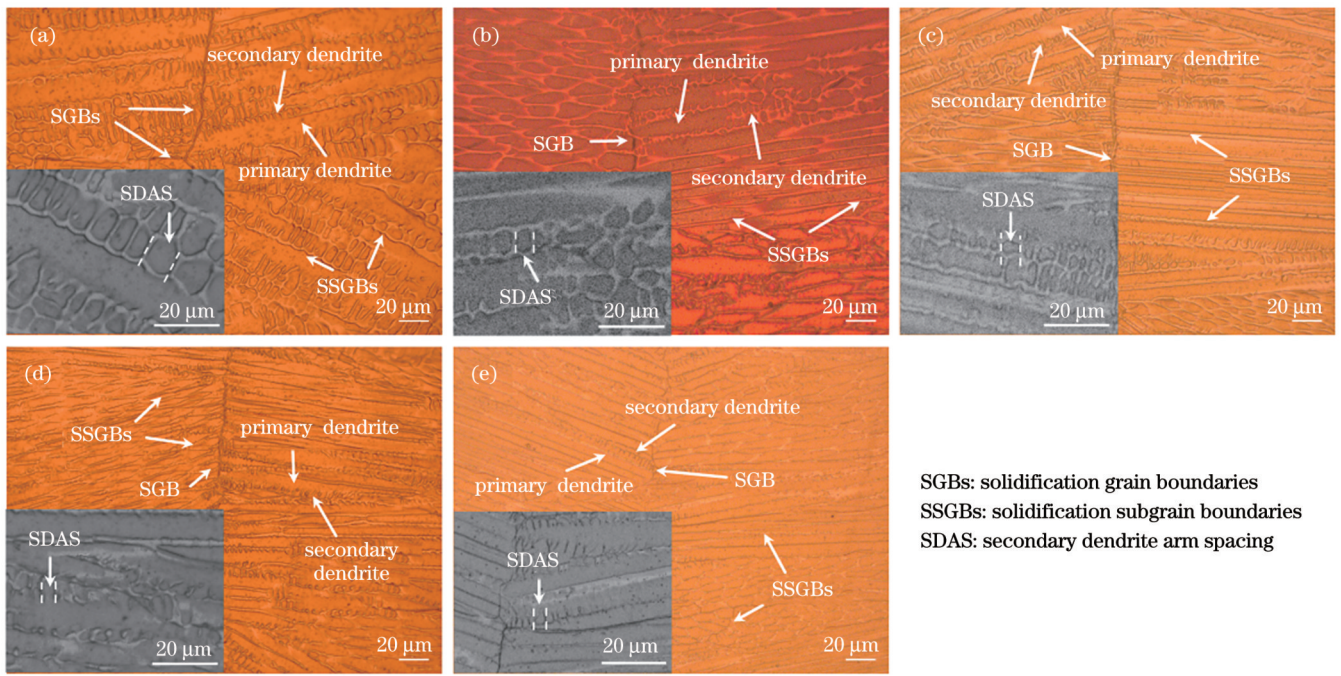 (a)
secondary dendrite
SGBs
primary dendrite
SDAS
SSGBs
20 μm
20 μm
(b)
primary dendrite
SGB
secondary dendrite
SSGBs
SDAS
20 μm
20 μm
(c)
primary dendrite
secondary dendrite
SGB
SSGBs
SDAS
20 μm
20 μm
(d)
SSGBs
primary dendrite
SGB
SDAS
secondary
dendrite
20 μm
20 μm
(e)
secondary dendrite
primary dendrite
SGB
SDAS
SSGBs
20 μm
20 μm
SGBs: solidification grain boundaries
SSGBs: solidification subgrain boundaries
SDAS: secondary dendrite arm spacing